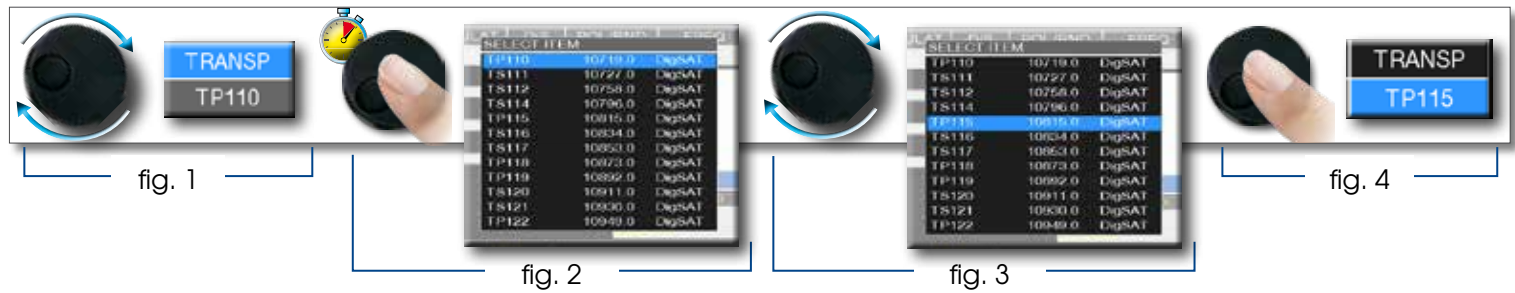 TRANSP
TP110
SELECT ITEM
TP110 10719.0 DigSAT
TS111 10727.0 DigSAT
TS112 10758.0 DigSAT
TS114 10796.0 DigSAT
TP115 10815.0 DigSAT
TS116 10834.0 DigSAT
TS117 10853.0 DigSAT
TP118 10873.0 DigSAT
TP119 10892.0 DigSAT
TS120 10911.0 DigSAT
TS121 10930.0 DigSAT
TP122 10949.0 DigSAT
SELECT ITEM
TP110 10719.0 DigSAT
TS111 10727.0 DigSAT
TS112 10758.0 DigSAT
TS114 10796.0 DigSAT
TP115 10815.0 DigSAT
TS116 10834.0 DigSAT
TS117 10853.0 DigSAT
TP118 10873.0 DigSAT
TP119 10892.0 DigSAT
TS120 10911.0 DigSAT
TS121 10930.0 DigSAT
TP122 10949.0 DigSAT
TRANSP
TP115
fig. 1
fig. 2
fig. 3
fig. 4